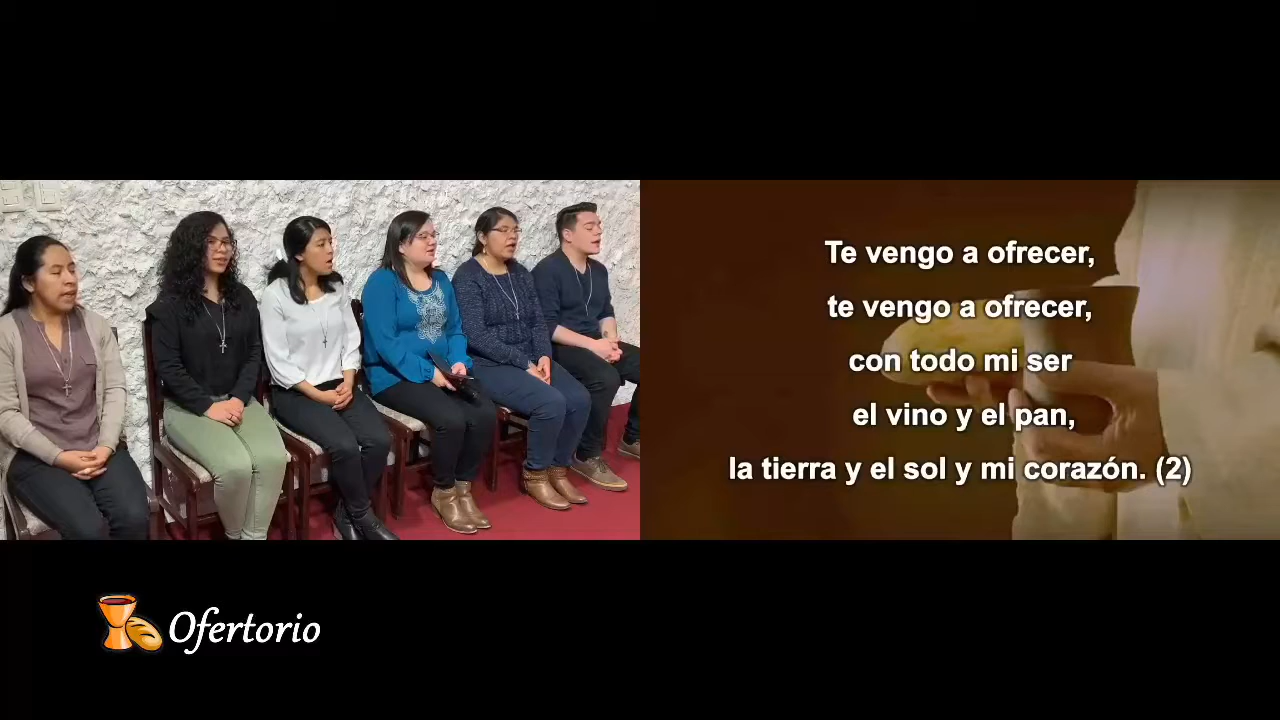 Te vengo a ofrecer,
te vengo a ofrecer,
con todo mi ser
el vino y el pan,
la tierra y el sol y mi corazón. (2)
Ofertorio